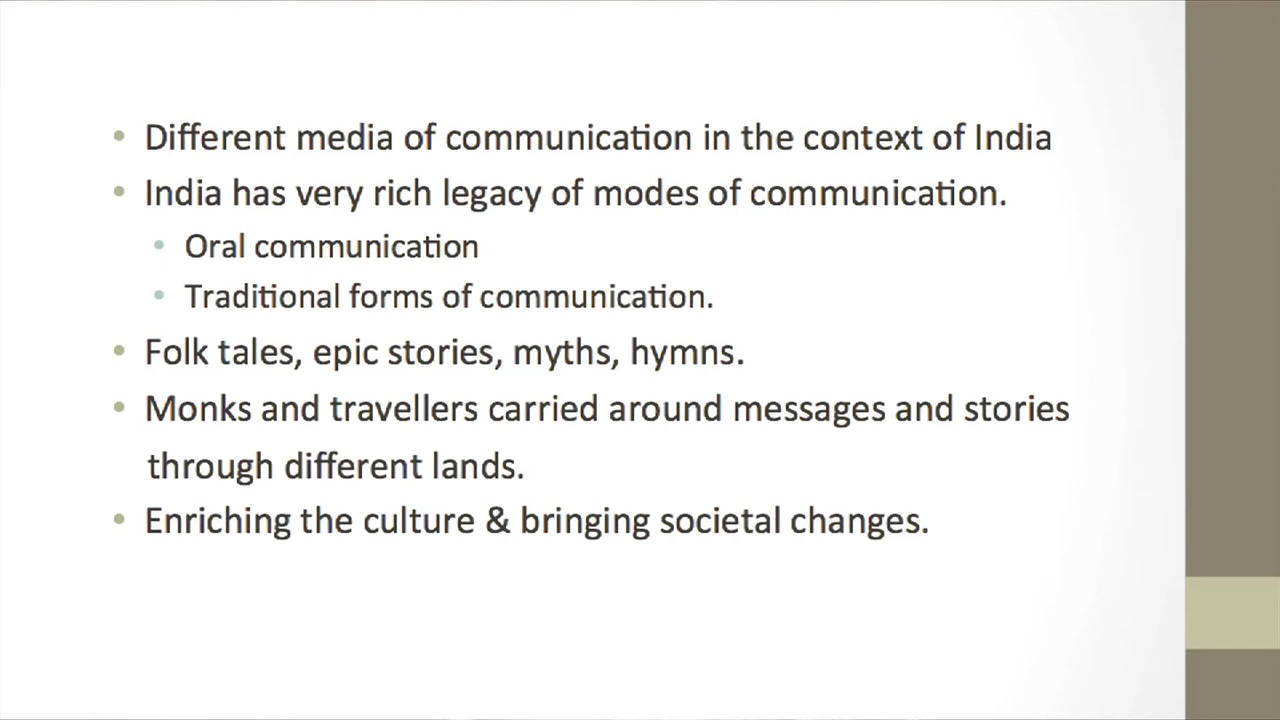 • Different media of communication in the context of India
• India has very rich legacy of modes of communication.
• Oral communication
• Traditional forms of communication.
• Folk tales, epic stories, myths, hymns.
• Monks and travellers carried around messages and stories
through different lands.
• Enriching the culture & bringing societal changes.